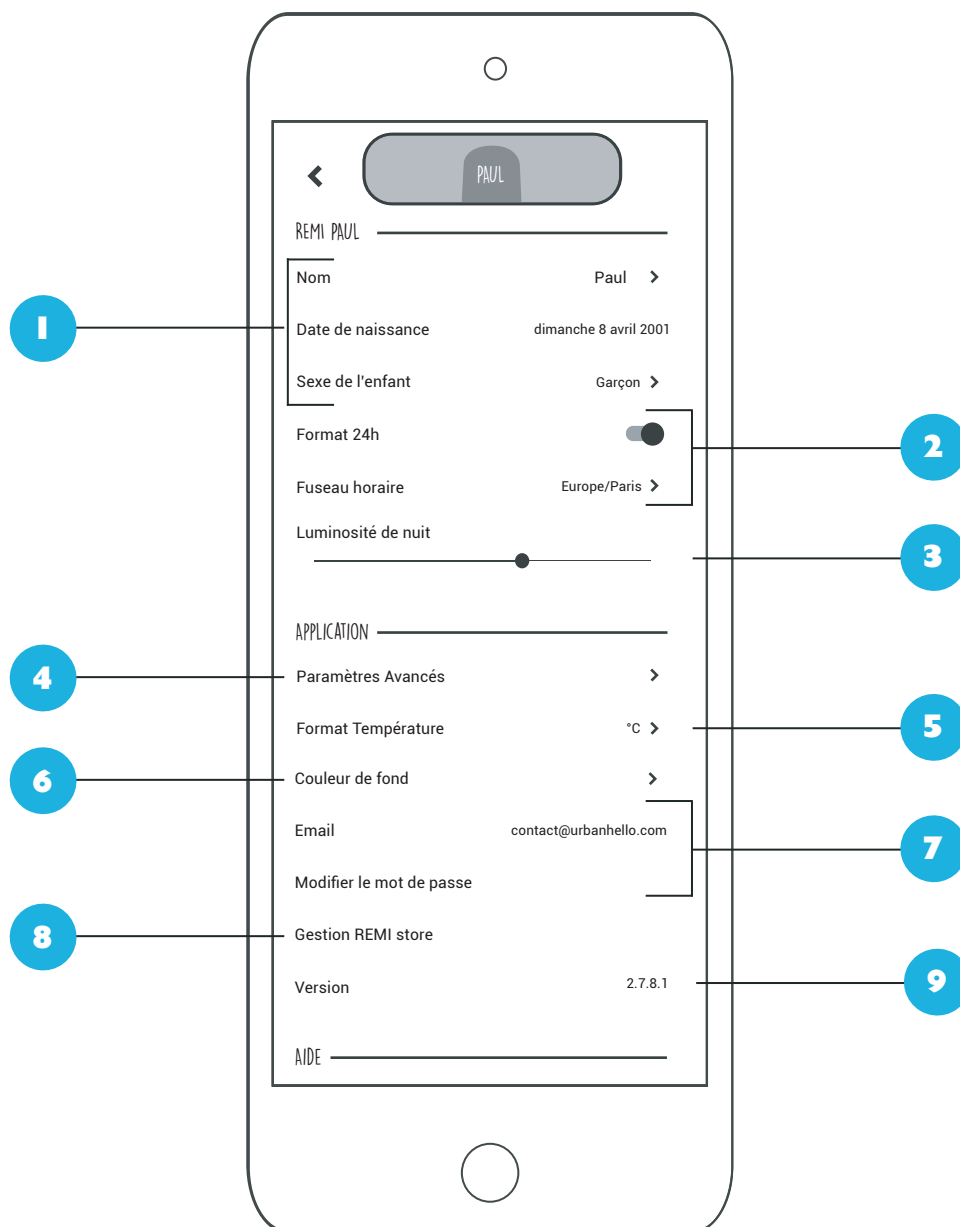 PAUL
REMI PAUL
Nom Paul
1 Date de naissance dimanche 8 avril 2001
Sexe de l'enfant Garçon
Format 24h
2
Fuseau horaire Europe/Paris
Luminosité de nuit
3
APPLICATION
4 Paramètres Avancés
Format Température °C 5
6 Couleur de fond
Email contact@urbanhello.com
7
Modifier le mot de passe
8 Gestion REMI store
Version 2.7.8.1 9
AIDE